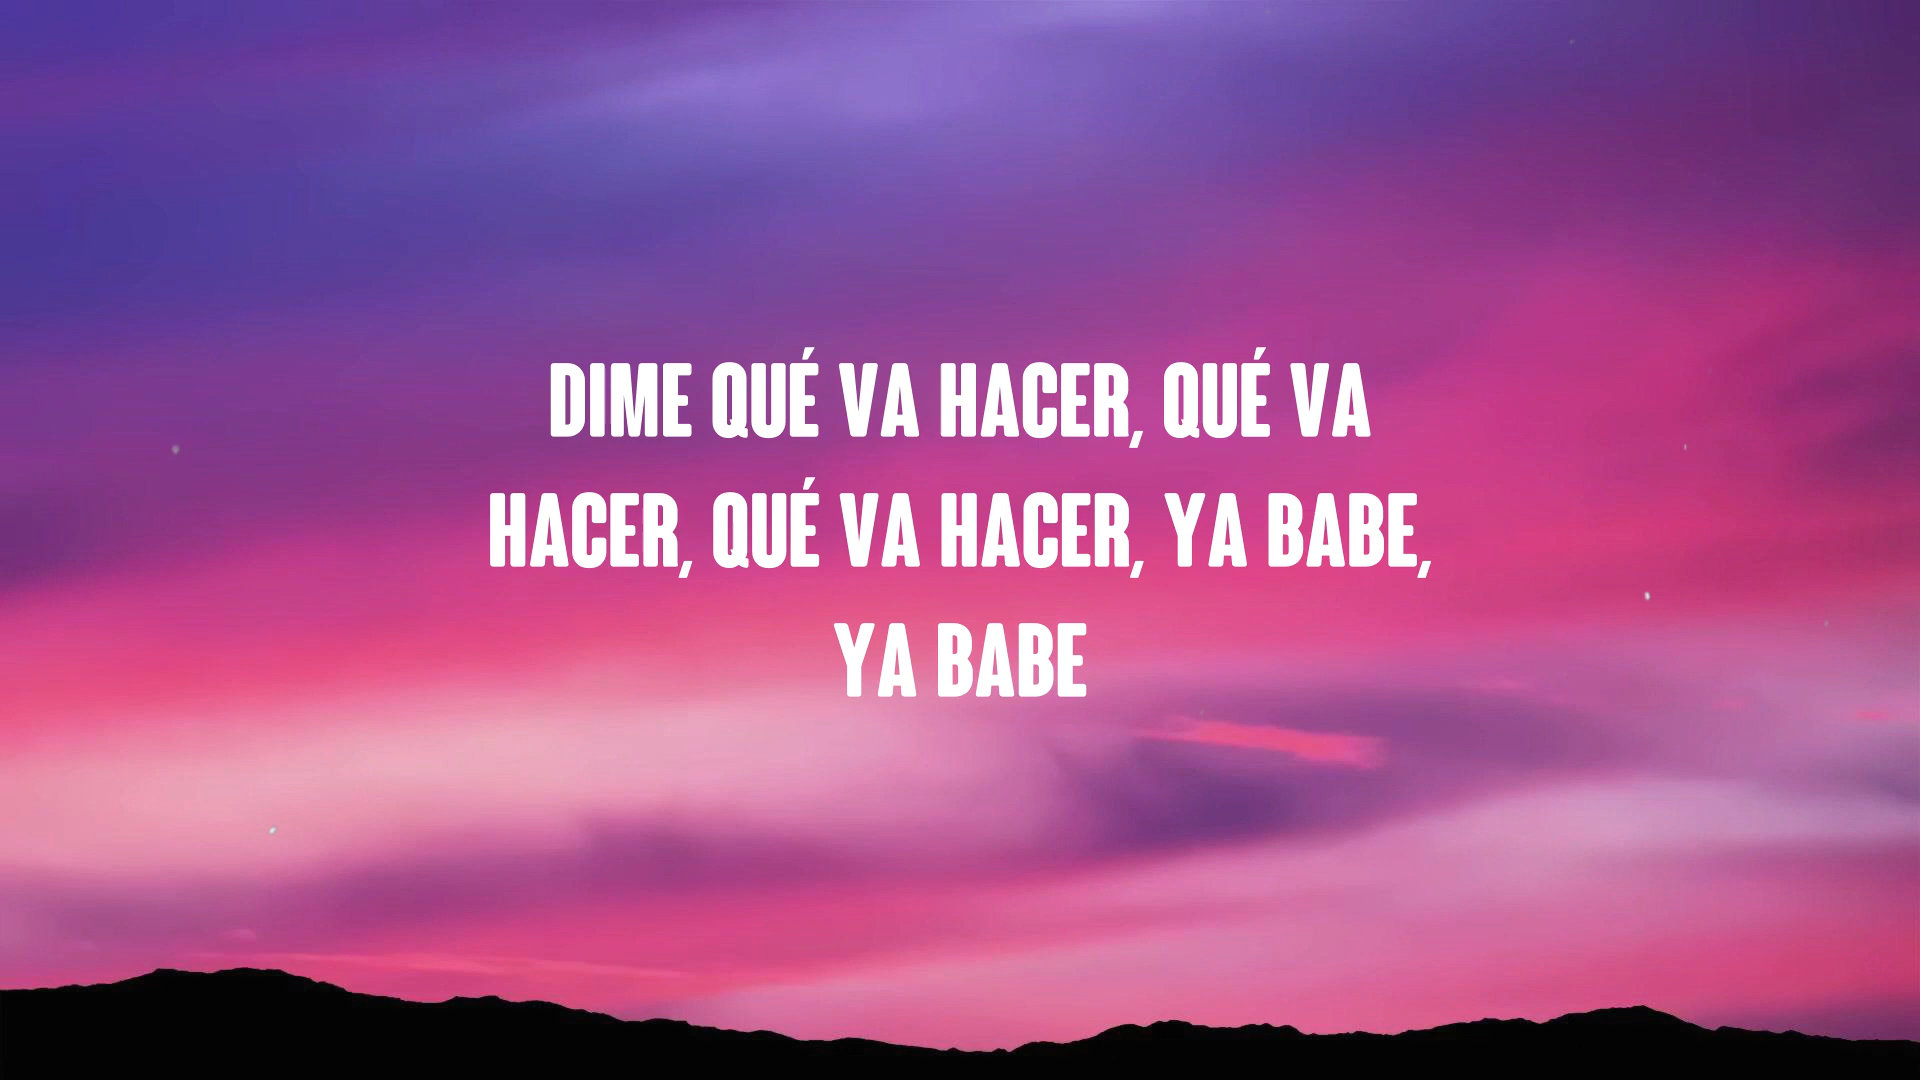 DIME QUÉ VA HACER, QUÉ VA
HACER, QUÉ VA HACER, YA BABE,
YA BABE